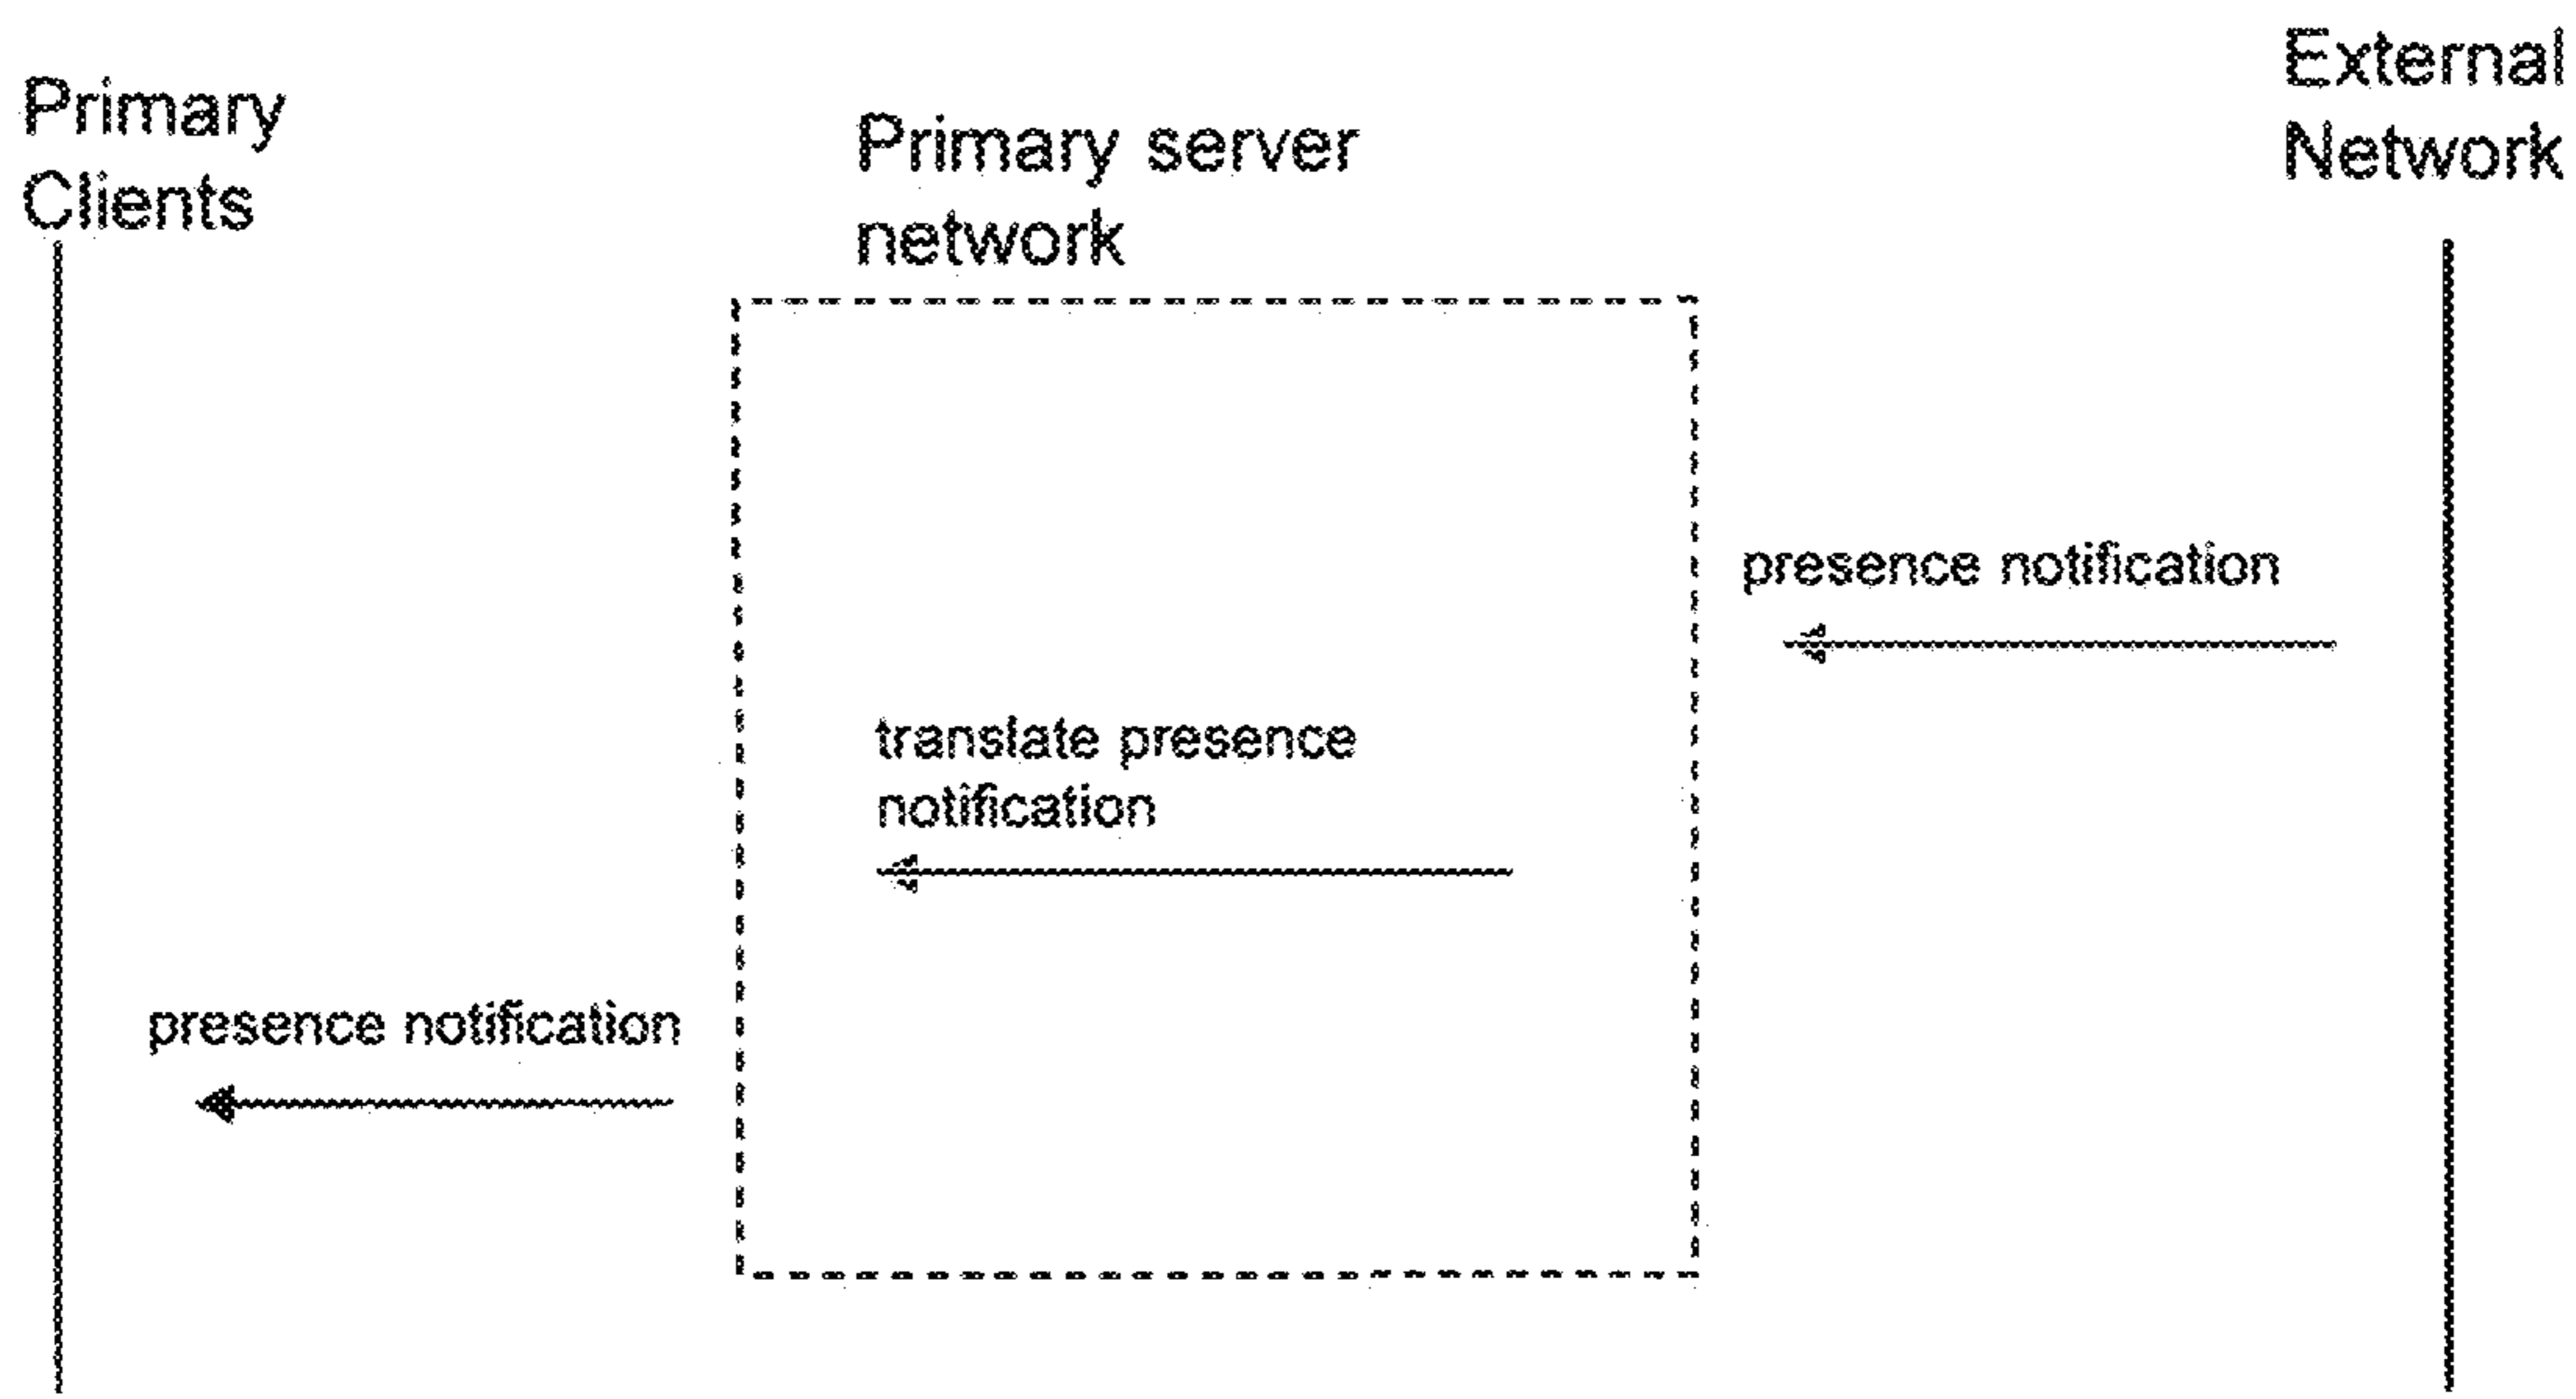 Primary
Clients
Primary server
network
External
Network
presence notification
translate presence
notification
presence notification